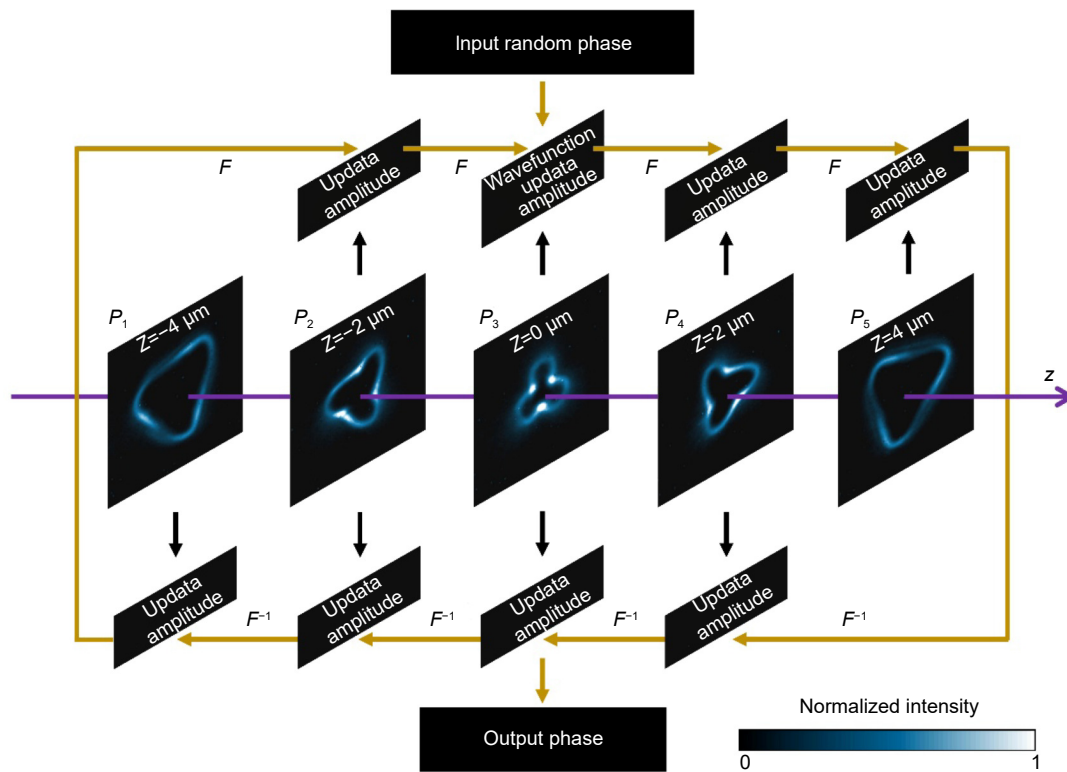 Input random phase
F
Updata
amplitude
F
Wavefunction
updata
amplitude
F
Updata
amplitude
F
Updata
amplitude
P1
Z=−4 μm
P2
Z=−2 μm
P3
Z=0 μm
P4
Z=2 μm
P5
Z=4 μm
z
Updata
amplitude
F−1
Updata
amplitude
F−1
Updata
amplitude
F−1
Updata
amplitude
F−1
Output phase
Normalized intensity
0
1